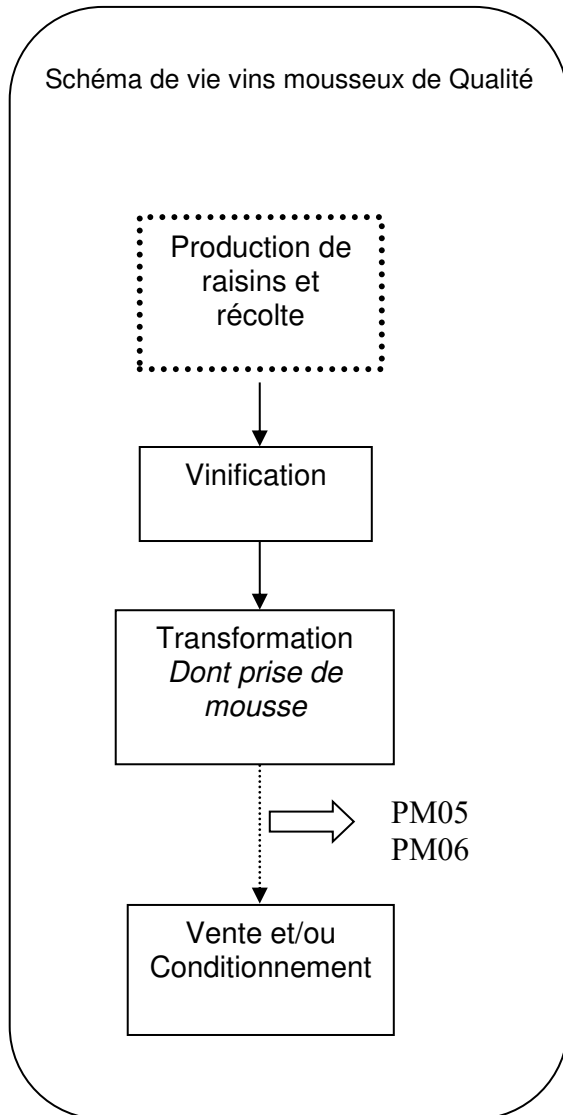 Schéma de vie vins mousseux de Qualité
Production de
raisins et
récolte
Vinification
Transformation
Dont prise de
mousse
PM05
PM06
Vente et/ou
Conditionnement